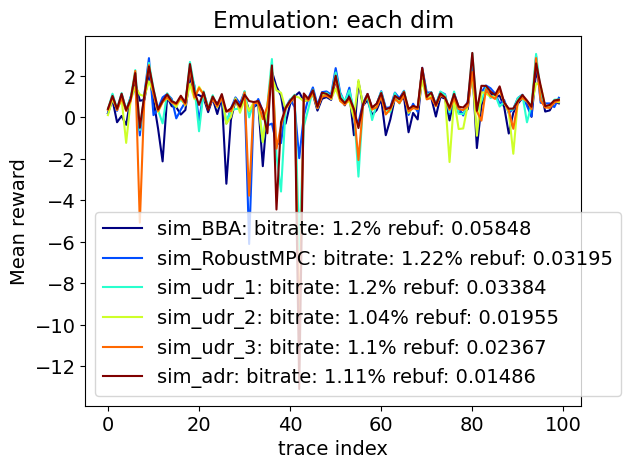 Emulation: each dim
Mean reward
2
0
−2
−4
−6
−8
−10
−12
sim_BBA: bitrate: 1.2% rebuf: 0.05848
sim_RobustMPC: bitrate: 1.22% rebuf: 0.03195
sim_udr_1: bitrate: 1.2% rebuf: 0.03384
sim_udr_2: bitrate: 1.04% rebuf: 0.01955
sim_udr_3: bitrate: 1.1% rebuf: 0.02367
sim_adr: bitrate: 1.11% rebuf: 0.01486
0 20 40 60 80 100
trace index